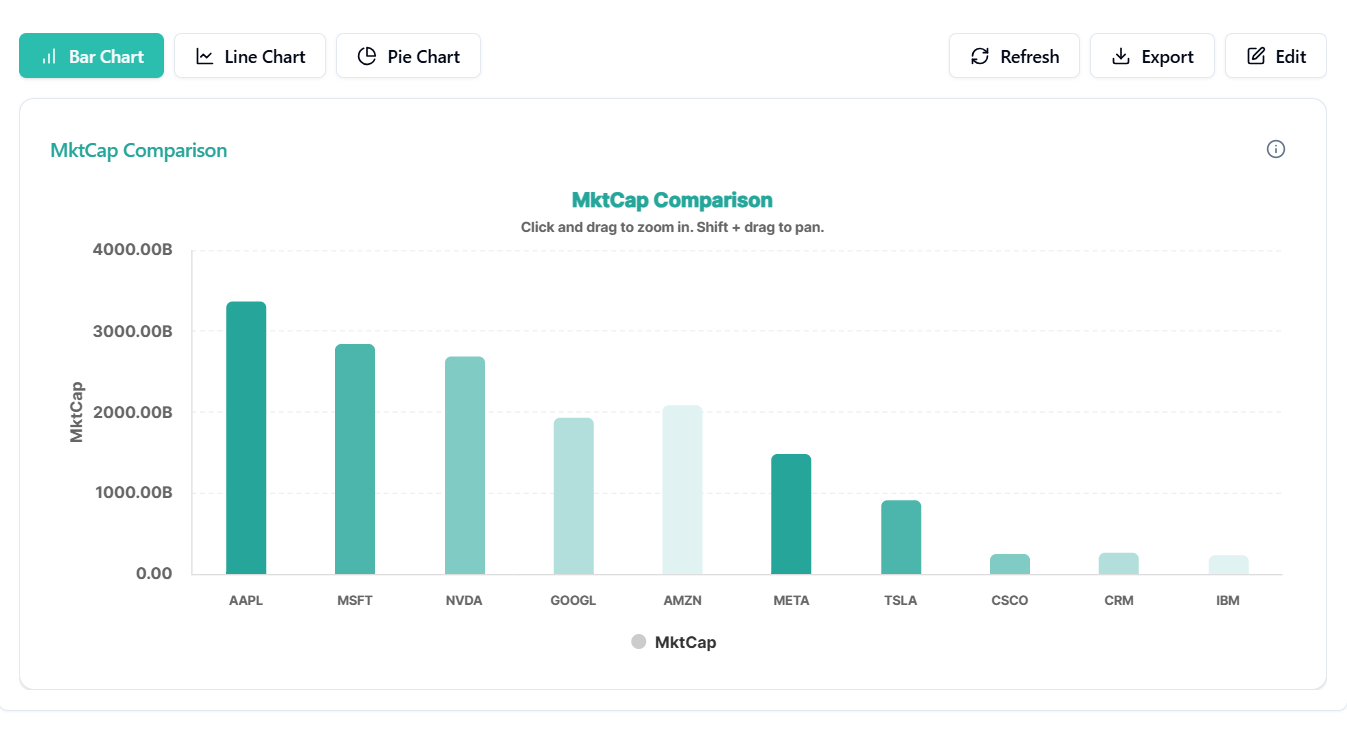 Bar Chart Line Chart Pie Chart Refresh Export Edit
MktCap Comparison
MktCap Comparison
Click and drag to zoom in. Shift + drag to pan.
4000.00B
3000.00B
2000.00B
1000.00B
0.00
MktCap
AAPL MSFT NVDA GOOGL AMZN META TSLA CSCO CRM IBM
MktCap